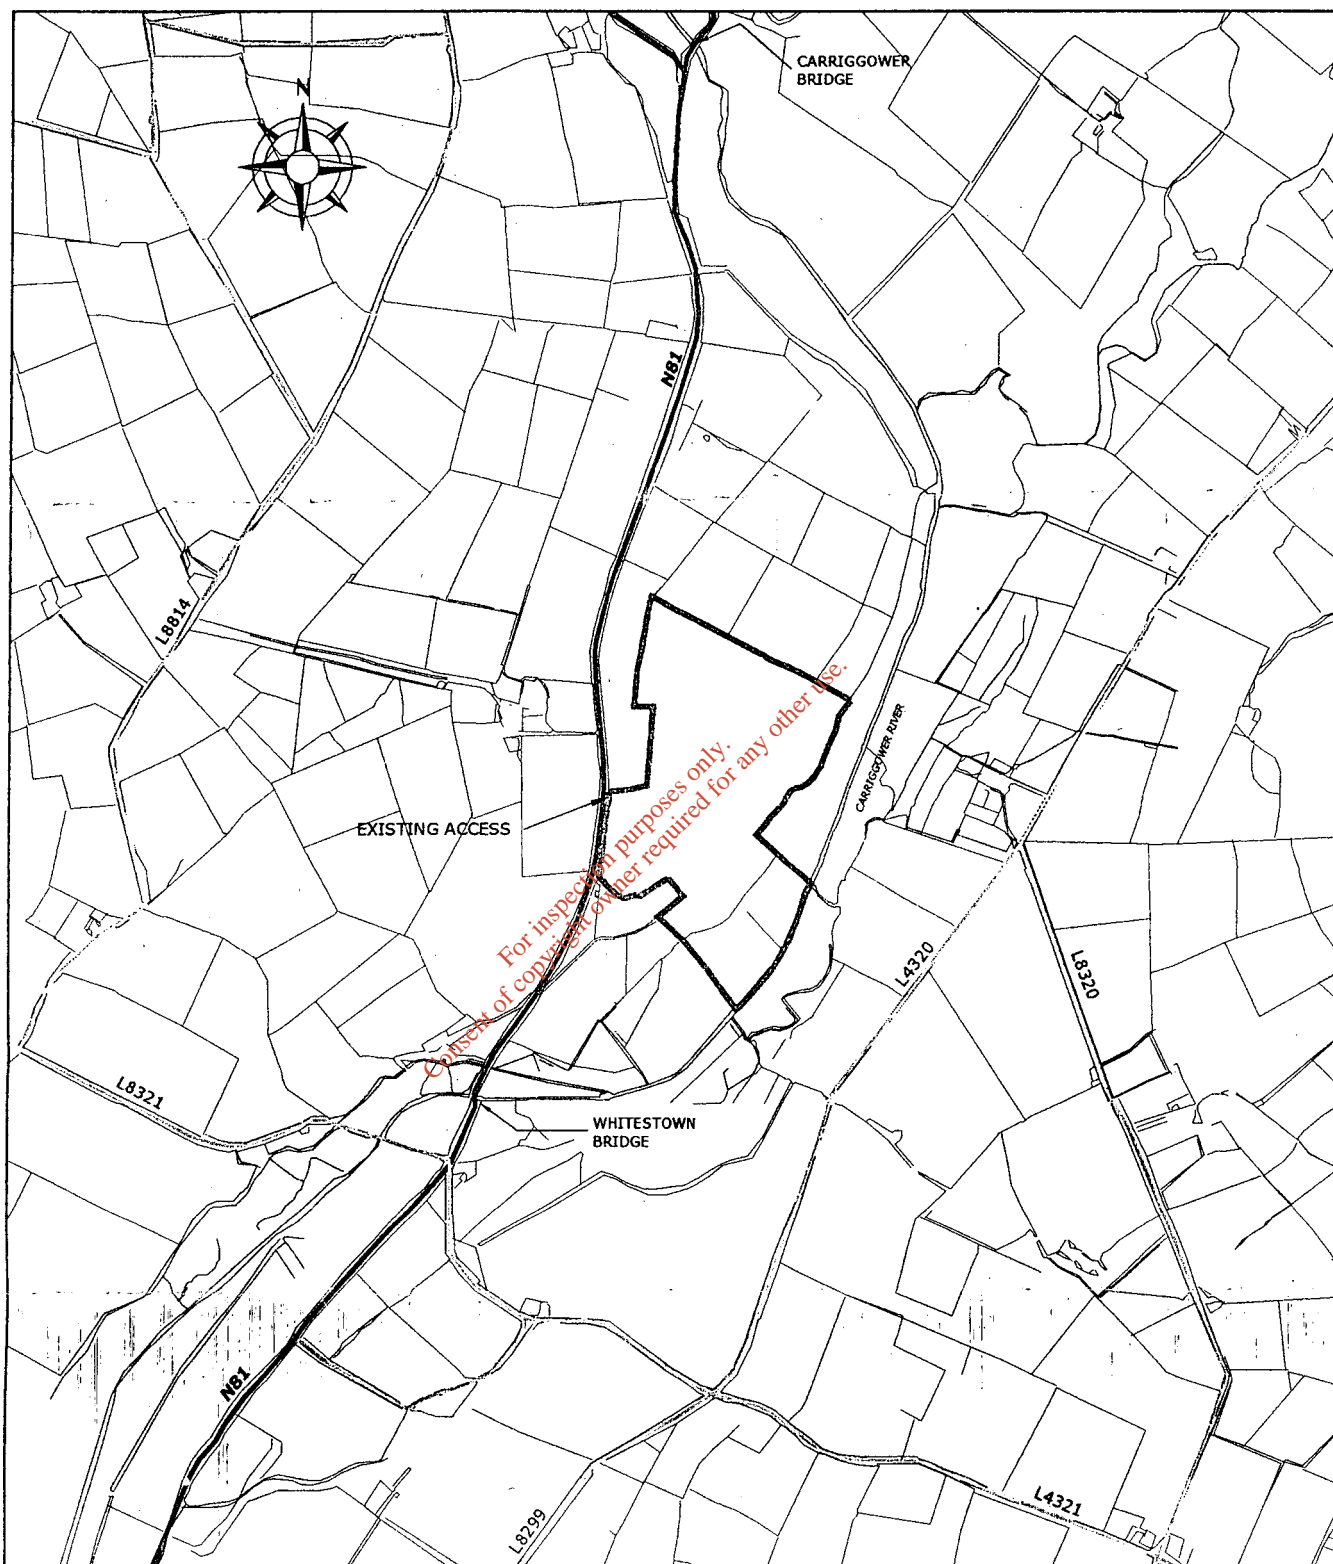 CARRIGGOWER
BRIDGE
N
N81
L8814
For inspection purposes only.
Consent of copyright owner required for any other use.
CARRIGGOWER RIVER
EXISTING ACCESS
L4320
L8320
L8321
WHITESTOWN
BRIDGE
N81
L8299
L4321